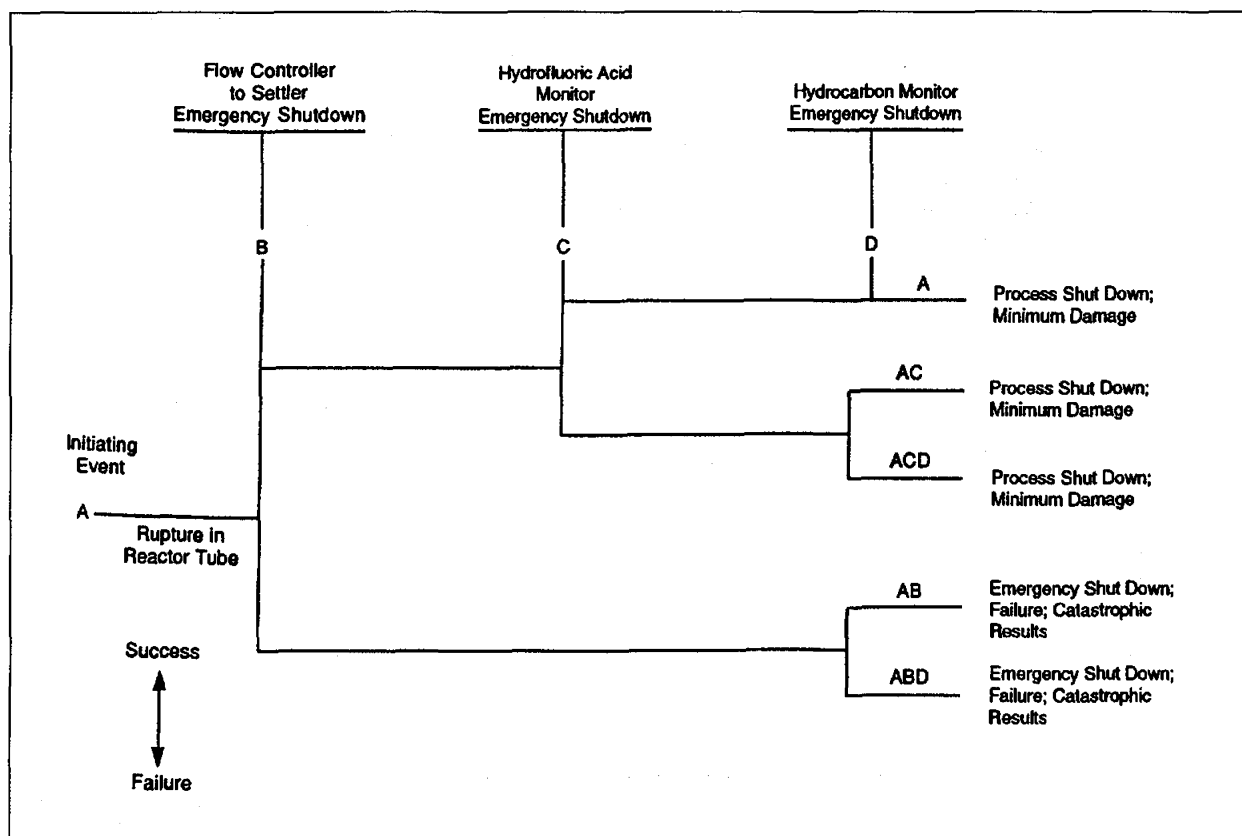 Flow Controller
to Settler
Emergency Shutdown
Hydrofluoric Acid
Monitor
Emergency Shutdown
Hydrocarbon Monitor
Emergency Shutdown
B
C
D
A
Process Shut Down;
Minimum Damage
AC
Process Shut Down;
Minimum Damage
Initiating
Event
ACD
Process Shut Down;
Minimum Damage
A
Rupture in
Reactor Tube
AB
Emergency Shut Down;
Failure; Catastrophic
Results
Success
ABD
Emergency Shut Down;
Failure; Catastrophic
Results
Failure